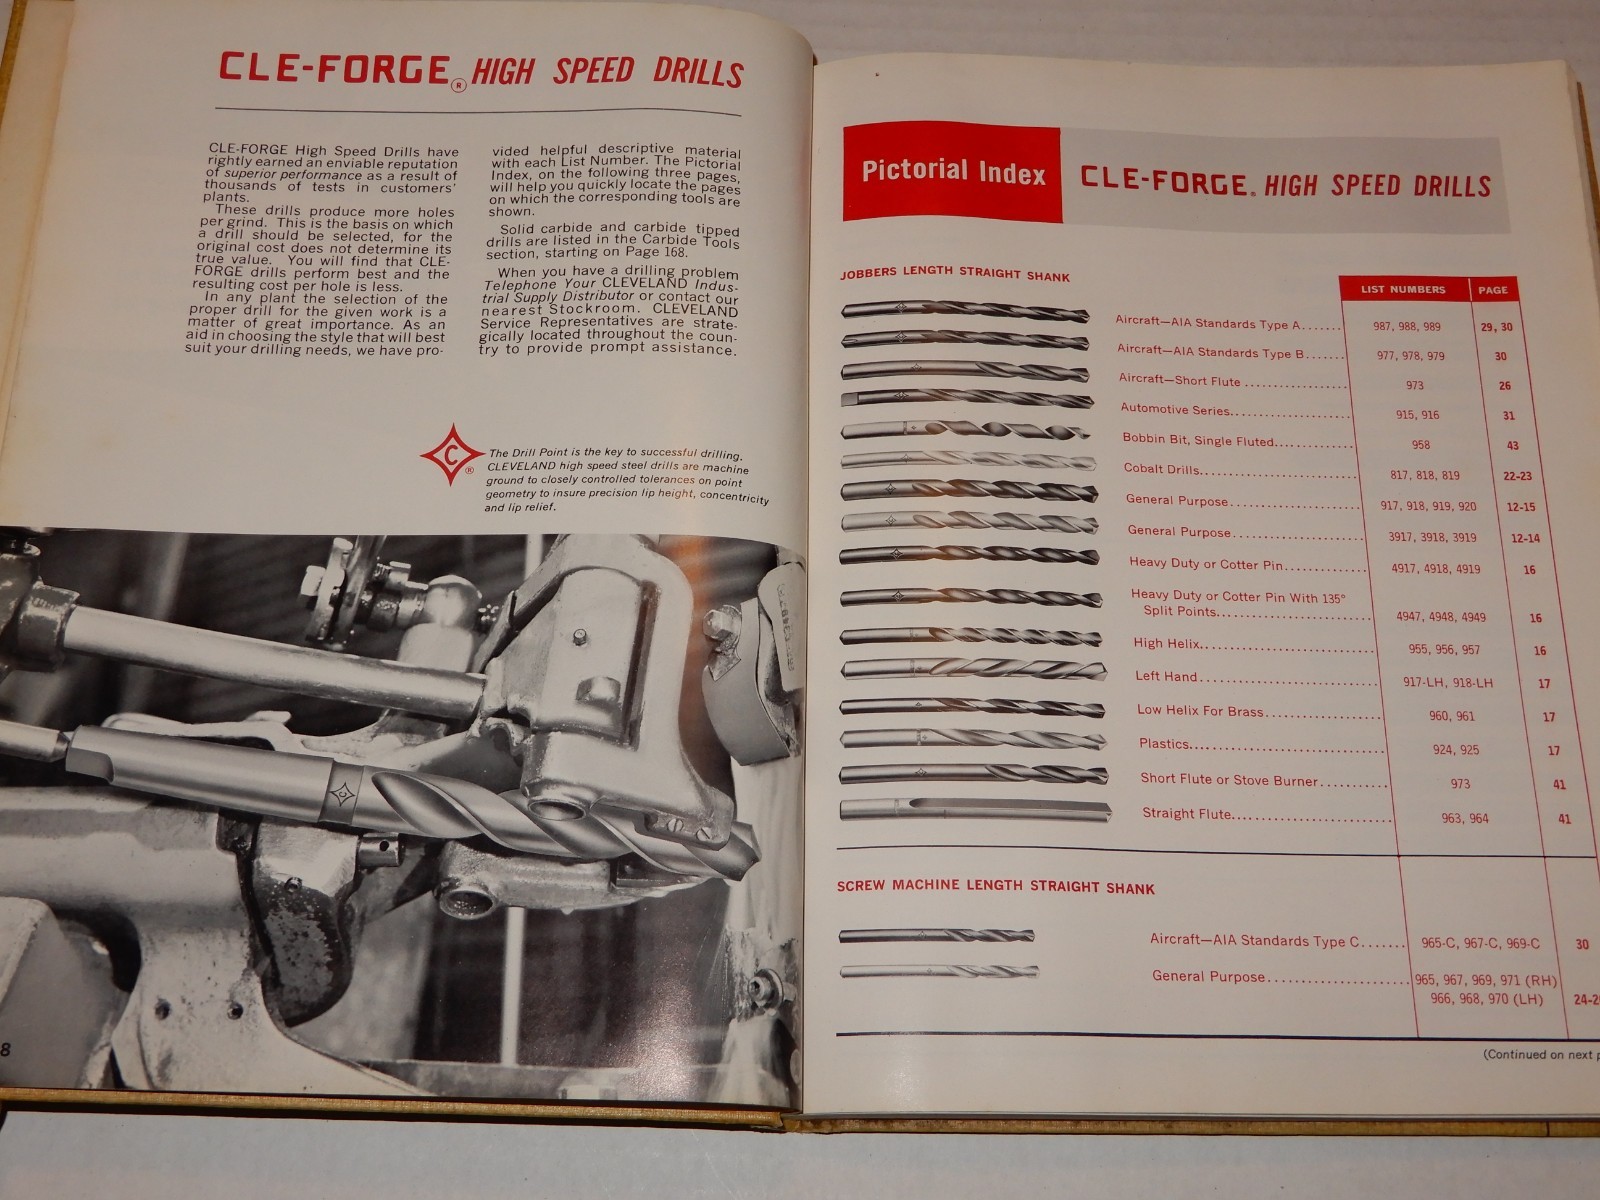 CLE-FORGE® HIGH SPEED DRILLS
CLE-FORGE High Speed Drills have
rightly earned an enviable reputation
of superior performance as a result of
thousands of tests in customers'
plants.
These drills produce more holes
per grind. This is the basis on which
a drill should be selected, for the
original cost does not determine its
true value. You will find that CLE-
FORGE drills perform best and the
resulting cost per hole is less.
In any plant the selection of the
proper drill for the given work is a
matter of great importance. As an
aid in choosing the style that will best
suit your drilling needs, we have pro-
vided helpful descriptive material
with each List Number. The Pictorial
Index, on the following three pages,
will help you quickly locate the pages
on which the corresponding tools are
shown.
Solid carbide and carbide tipped
drills are listed in the Carbide Tools
section, starting on Page 168.
When you have a drilling problem
Telephone Your CLEVELAND Indus-
trial Supply Distributor or contact our
nearest Stockroom. CLEVELAND
Service Representatives are strate-
gically located throughout the coun-
try to provide prompt assistance.
C ®
The Drill Point is the key to successful drilling.
CLEVELAND high speed steel drills are machine
ground to closely controlled tolerances on point
geometry to insure precision lip height, concentricity
and lip relief.
C
8
Pictorial Index CLE-FORGE® HIGH SPEED DRILLS
JOBBERS LENGTH STRAIGHT SHANK
LIST NUMBERS PAGE
Aircraft—AIA Standards Type A....... 987, 988, 989 29, 30
Aircraft—AIA Standards Type B....... 977, 978, 979 30
Aircraft—Short Flute .................. 973 26
Automotive Series..................... 915, 916 31
Bobbin Bit, Single Fluted............. 958 43
Cobalt Drills.......................... 817, 818, 819 22-23
General Purpose...................... 917, 918, 919, 920 12-15
General Purpose...................... 3917, 3918, 3919 12-14
Heavy Duty or Cotter Pin.............. 4917, 4918, 4919 16
Heavy Duty or Cotter Pin With 135°
Split Points......................... 4947, 4948, 4949 16
High Helix............................ 955, 956, 957 16
Left Hand............................. 917-LH, 918-LH 17
Low Helix For Brass.................. 960, 961 17
Plastics............................... 924, 925 17
Short Flute or Stove Burner.......... 973 41
Straight Flute......................... 963, 964 41
SCREW MACHINE LENGTH STRAIGHT SHANK
Aircraft—AIA Standards Type C....... 965-C, 967-C, 969-C 30
General Purpose...................... 965, 967, 969, 971 (RH)
966, 968, 970 (LH) 24-2
(Continued on next p